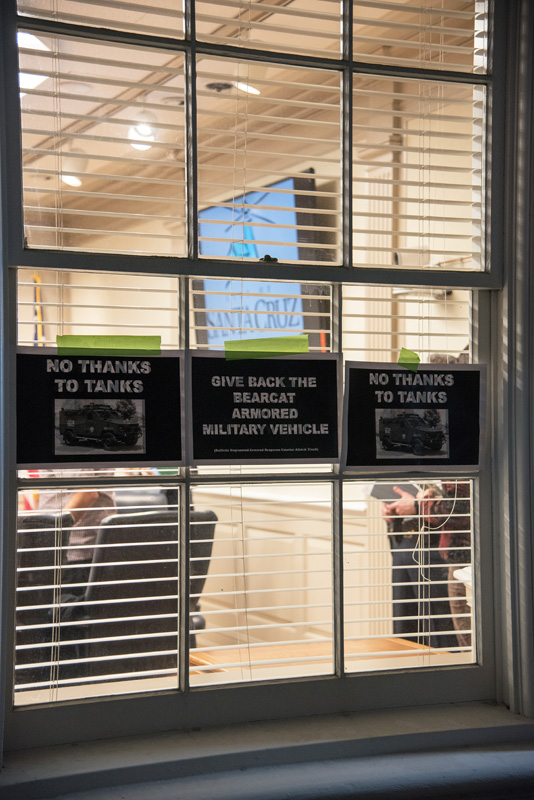 SANTA CRUZ
NO THANKS
TO TANKS
GIVE BACK THE
BEARCAT
ARMORED
MILITARY VEHICLE
NO THANKS
TO TANKS